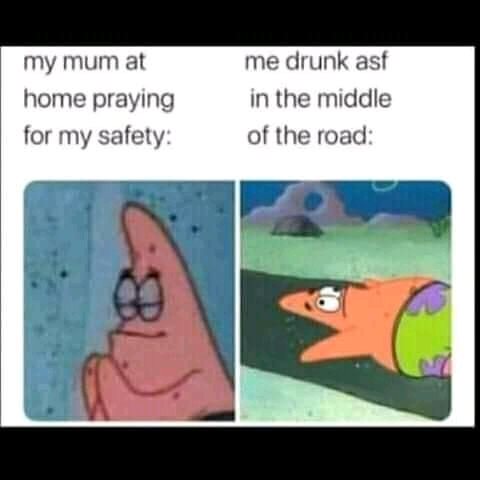 my mum at
home praying
for my safety:
me drunk asf
in the middle
of the road: